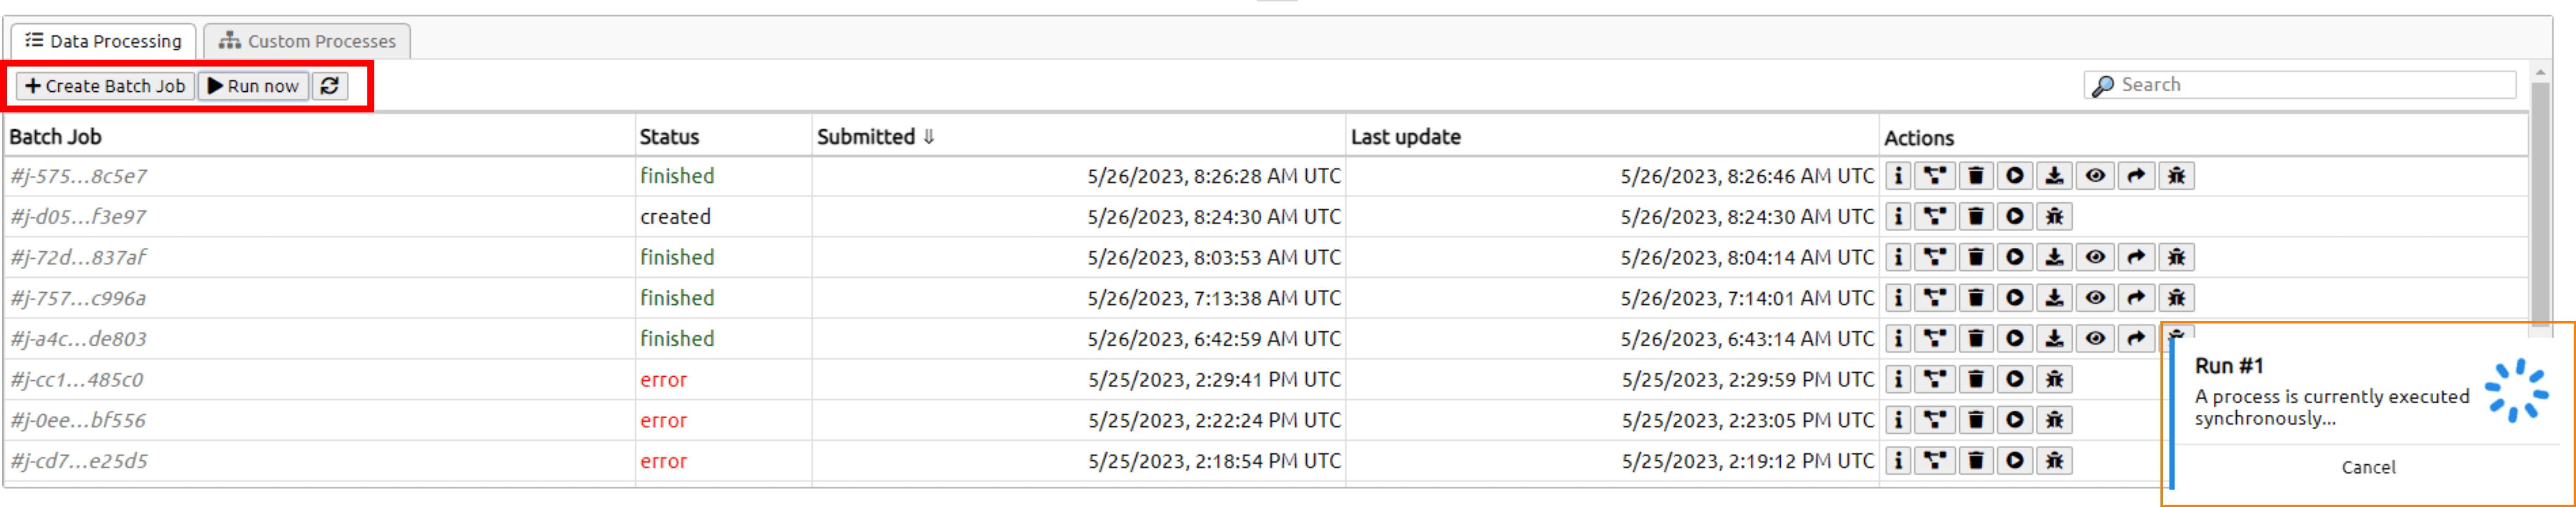 Data Processing Custom Processes
Create Batch Job Run now Search
Batch Job Status Submitted ⇓ Last update Actions
#j-575...8c5e7 finished 5/26/2023, 8:26:28 AM UTC 5/26/2023, 8:26:46 AM UTC
#j-d05...f3e97 created 5/26/2023, 8:24:30 AM UTC 5/26/2023, 8:24:30 AM UTC
#j-72d...837af finished 5/26/2023, 8:03:53 AM UTC 5/26/2023, 8:04:14 AM UTC
#j-757...c996a finished 5/26/2023, 7:13:38 AM UTC 5/26/2023, 7:14:01 AM UTC
#j-a4c...de803 finished 5/26/2023, 6:42:59 AM UTC 5/26/2023, 6:43:14 AM UTC
#j-cc1...485c0 error 5/25/2023, 2:29:41 PM UTC 5/25/2023, 2:29:59 PM UTC
#j-0ee...bf556 error 5/25/2023, 2:22:24 PM UTC 5/25/2023, 2:23:05 PM UTC
#j-cd7...e25d5 error 5/25/2023, 2:18:54 PM UTC 5/25/2023, 2:19:12 PM UTC
Run #1
A process is currently executed
synchronously...
Cancel